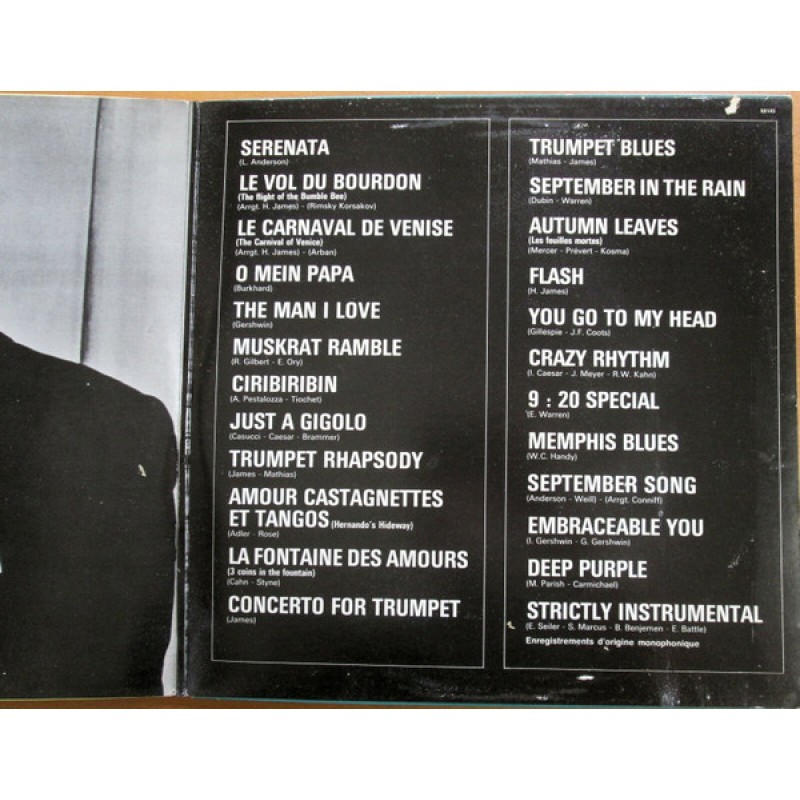 SERENATA
(L. Anderson)
LE VOL DU BOURDON
(The flight of the Bumble Bee)
(Arrgt. H. James) - (Rimsky Korsakov)
LE CARNAVAL DE VENISE
(The Carnival of Venice)
(Arrgt. H. James) - (Arban)
O MEIN PAPA
(Burkhard)
THE MAN I LOVE
(Gershwin)
MUSKRAT RAMBLE
(R. Gilbert - E. Ory)
CIRIBIRIBIN
(A. Pestalozza - Tiochet)
JUST A GIGOLO
(Casucci - Caesar - Brammer)
TRUMPET RHAPSODY
(James - Mathias)
AMOUR CASTAGNETTES
ET TANGOS (Hernando's Hideway)
(Adler - Rose)
LA FONTAINE DES AMOURS
(3 coins in the fountain)
(Cahn - Styne)
CONCERTO FOR TRUMPET
(James)
TRUMPET BLUES
(Mathias - James)
SEPTEMBER IN THE RAIN
(Dubin - Warren)
AUTUMN LEAVES
(Les feuilles mortes)
(Mercer - Prévert - Kosma)
FLASH
(H. James)
YOU GO TO MY HEAD
(Gillespie - J.F. Coots)
CRAZY RHYTHM
(I. Caesar - J. Meyer - R.W. Kahn)
9 : 20 SPECIAL
(E. Warren)
MEMPHIS BLUES
(W.C. Handy)
SEPTEMBER SONG
(Anderson - Weill) - (Arrgt. Conniff)
EMBRACEABLE YOU
(I. Gershwin - G. Gershwin)
DEEP PURPLE
(M. Parish - Carmichael)
STRICTLY INSTRUMENTAL
(E. Seiler - S. Marcus - B. Benjemen - E. Battle)
Enregistrements d'origine monophonique